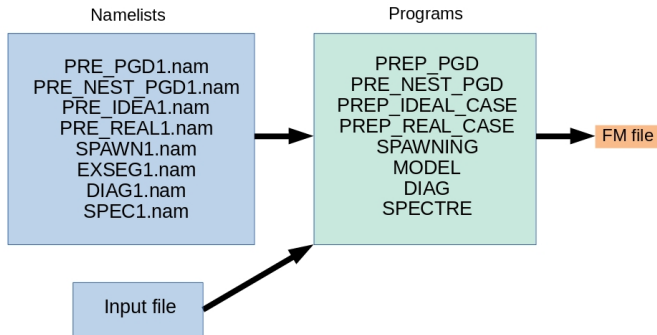 Namelists
PRE_PGD1.nam
PRE_NEST_PGD1.nam
PRE_IDEA1.nam
PRE_REAL1.nam
SPAWN1.nam
EXSEG1.nam
DIAG1.nam
SPEC1.nam
Programs
PREP_PGD
PRE_NEST_PGD
PREP_IDEAL_CASE
PREP_REAL_CASE
SPAWNING
MODEL
DIAG
SPECTRE
FM file
Input file